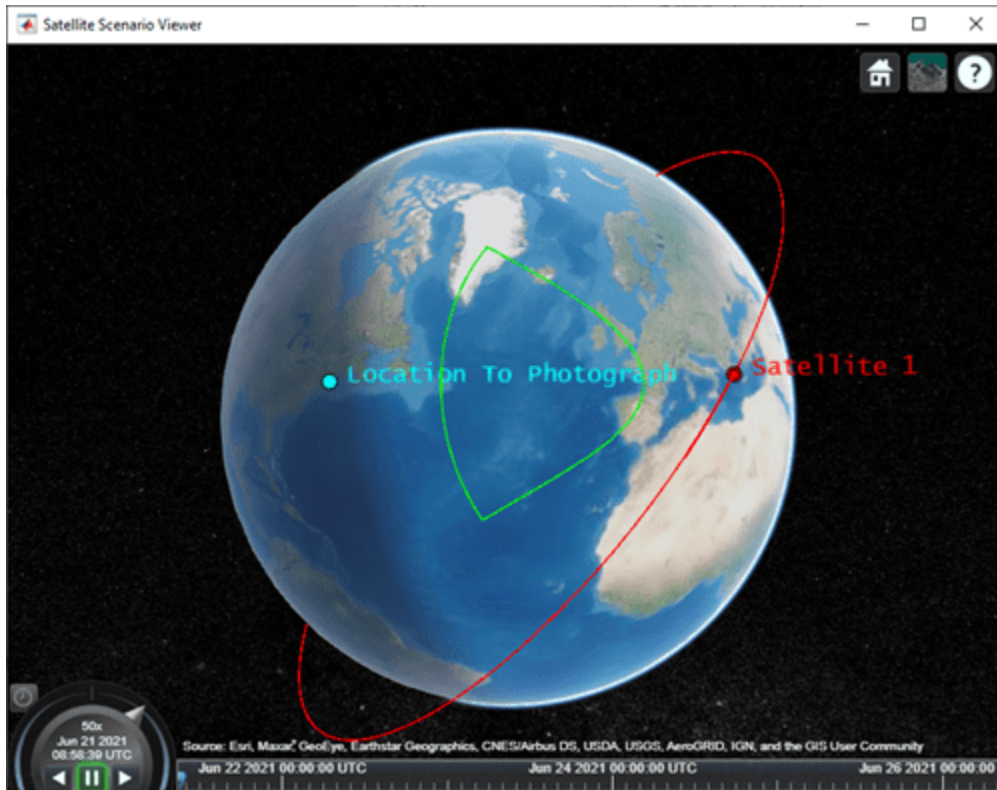 Satellite Scenario Viewer
?
Location To Photograph
Satellite 1
50x
Jun 21 2021
08:58:39 UTC
Source: Esri, Maxar, GeoEye, Earthstar Geographics, CNES/Airbus DS, USDA, USGS, AeroGRID, IGN, and the GIS User Community
Jun 22 2021 00:00:00 UTC Jun 24 2021 00:00:00 UTC Jun 26 2021 00:00:00